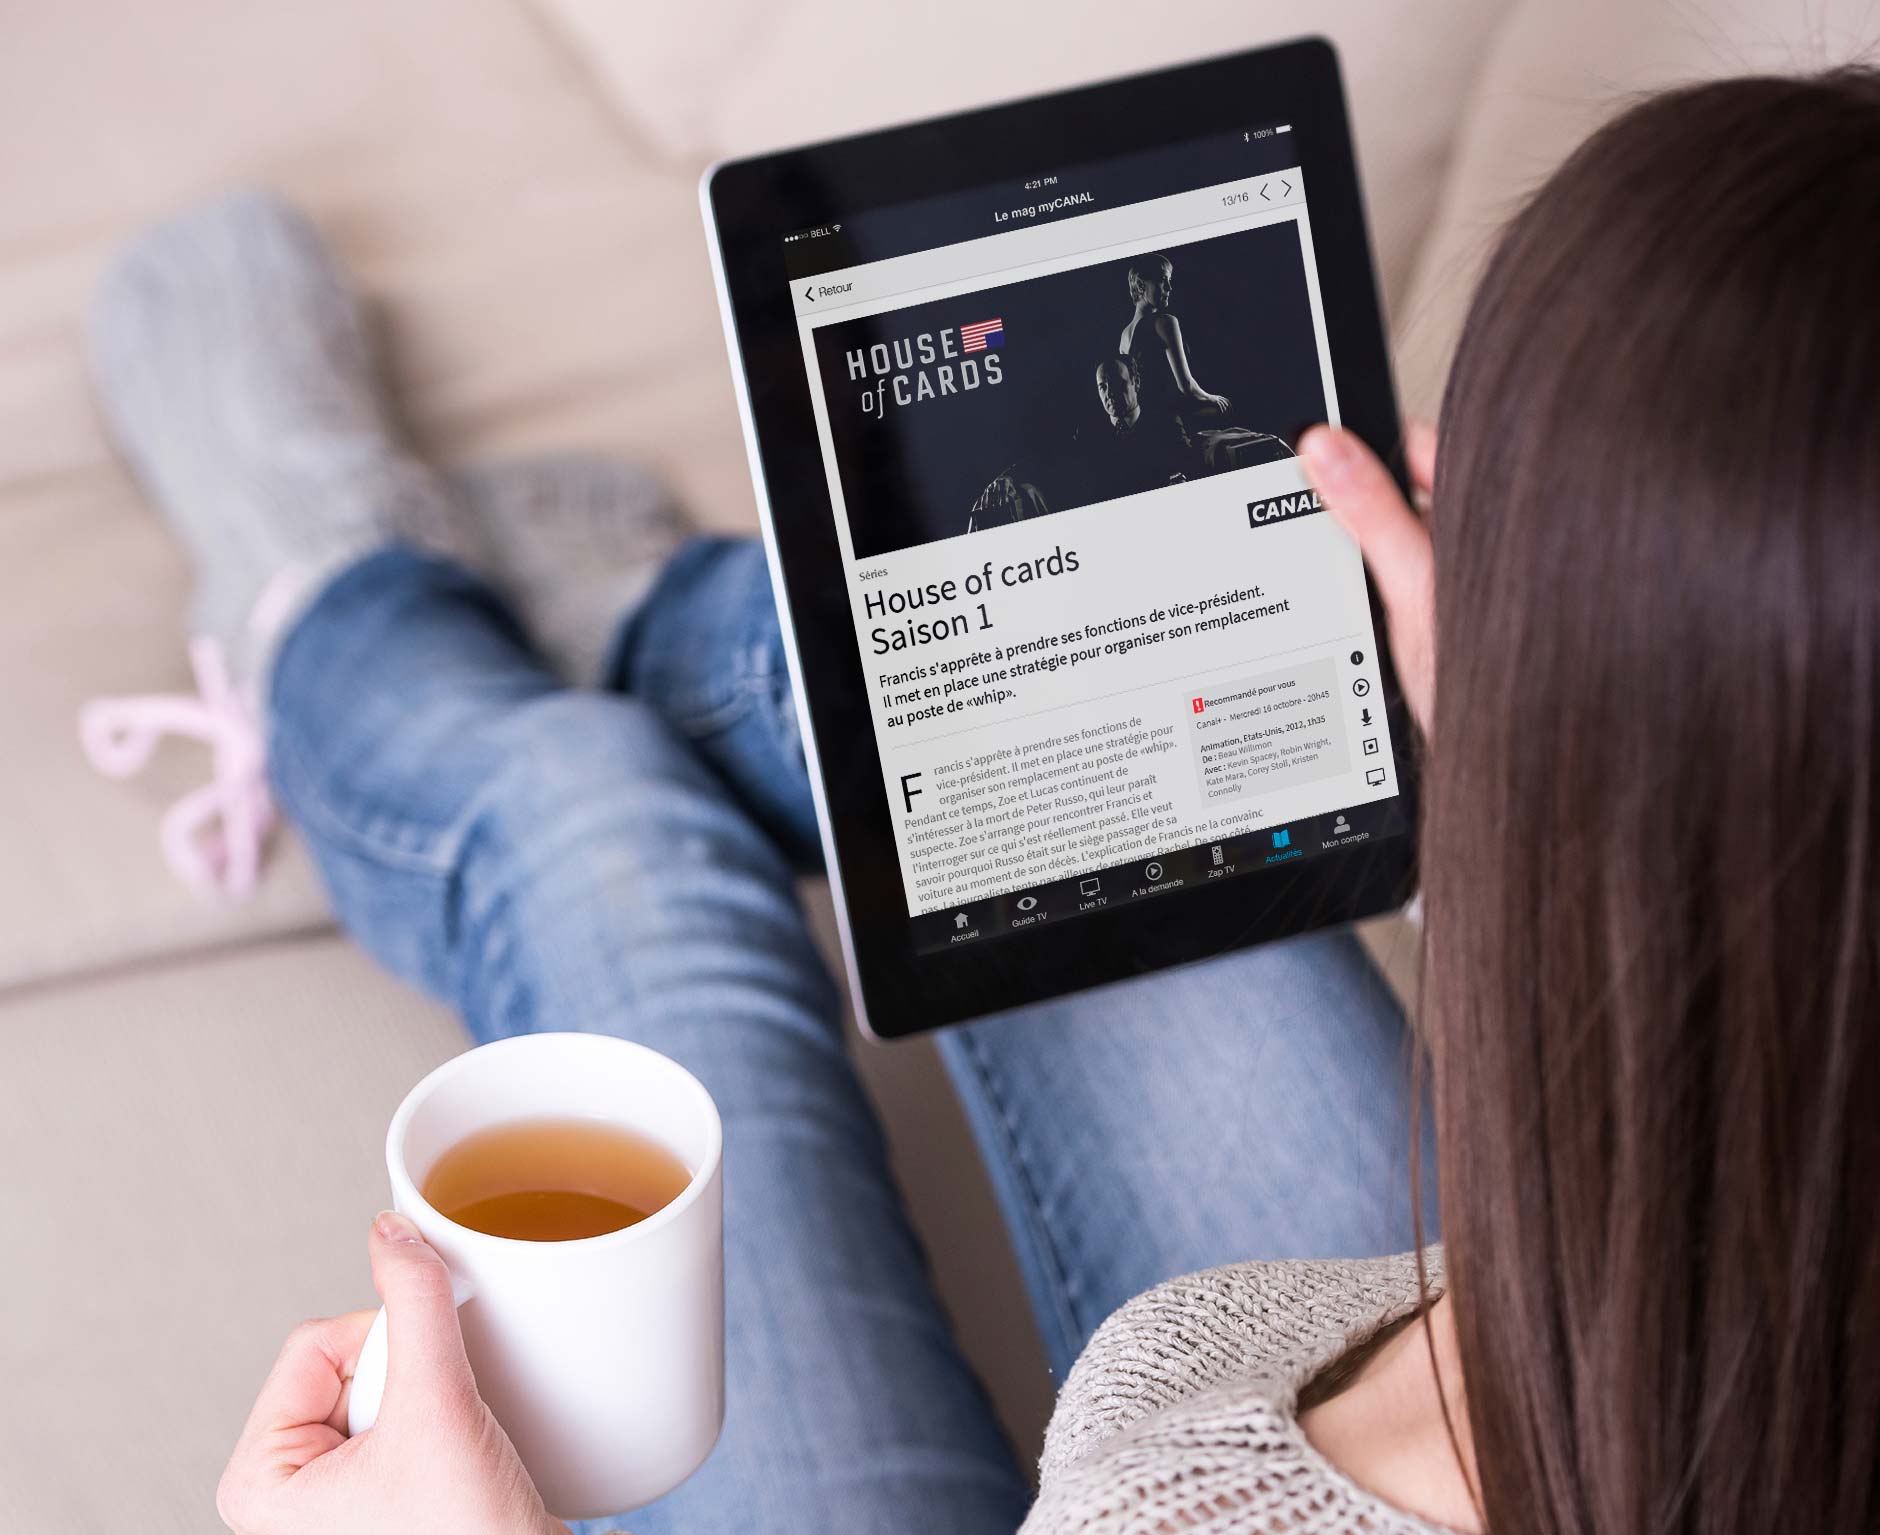 ●●●○○ BELL
4:21 PM
100%
Le mag myCANAL
Retour
13/16
HOUSE
of CARDS
CANAL+
Séries
House of cards
Saison 1
Francis s'apprête à prendre ses fonctions de vice-président.
Il met en place une stratégie pour organiser son remplacement
au poste de «whip».
Francis s'apprête à prendre ses fonctions de
vice-président. Il met en place une stratégie pour
organiser son remplacement au poste de «whip».
Pendant ce temps, Zoe et Lucas continuent de
s'intéresser à la mort de Peter Russo, qui leur paraît
suspecte. Zoe s'arrange pour rencontrer Francis et
l'interroger sur ce qui s'est réellement passé. Elle veut
savoir pourquoi Russo était sur le siège passager de sa
voiture au moment de son décès. L'explication de Francis ne la convainc
pas. La journaliste tente par ailleurs de retrouver Rachel. De son côté,
! Recommandé pour vous
Canal+ - Mercredi 16 octobre - 20h45
Animation, Etats-Unis, 2012, 1h35
De : Beau Willimon
Avec : Kevin Spacey, Robin Wright,
Kate Mara, Corey Stoll, Kristen
Connolly
Accueil
Guide TV
Live TV
A la demande
Zap TV
Actualités
Mon compte